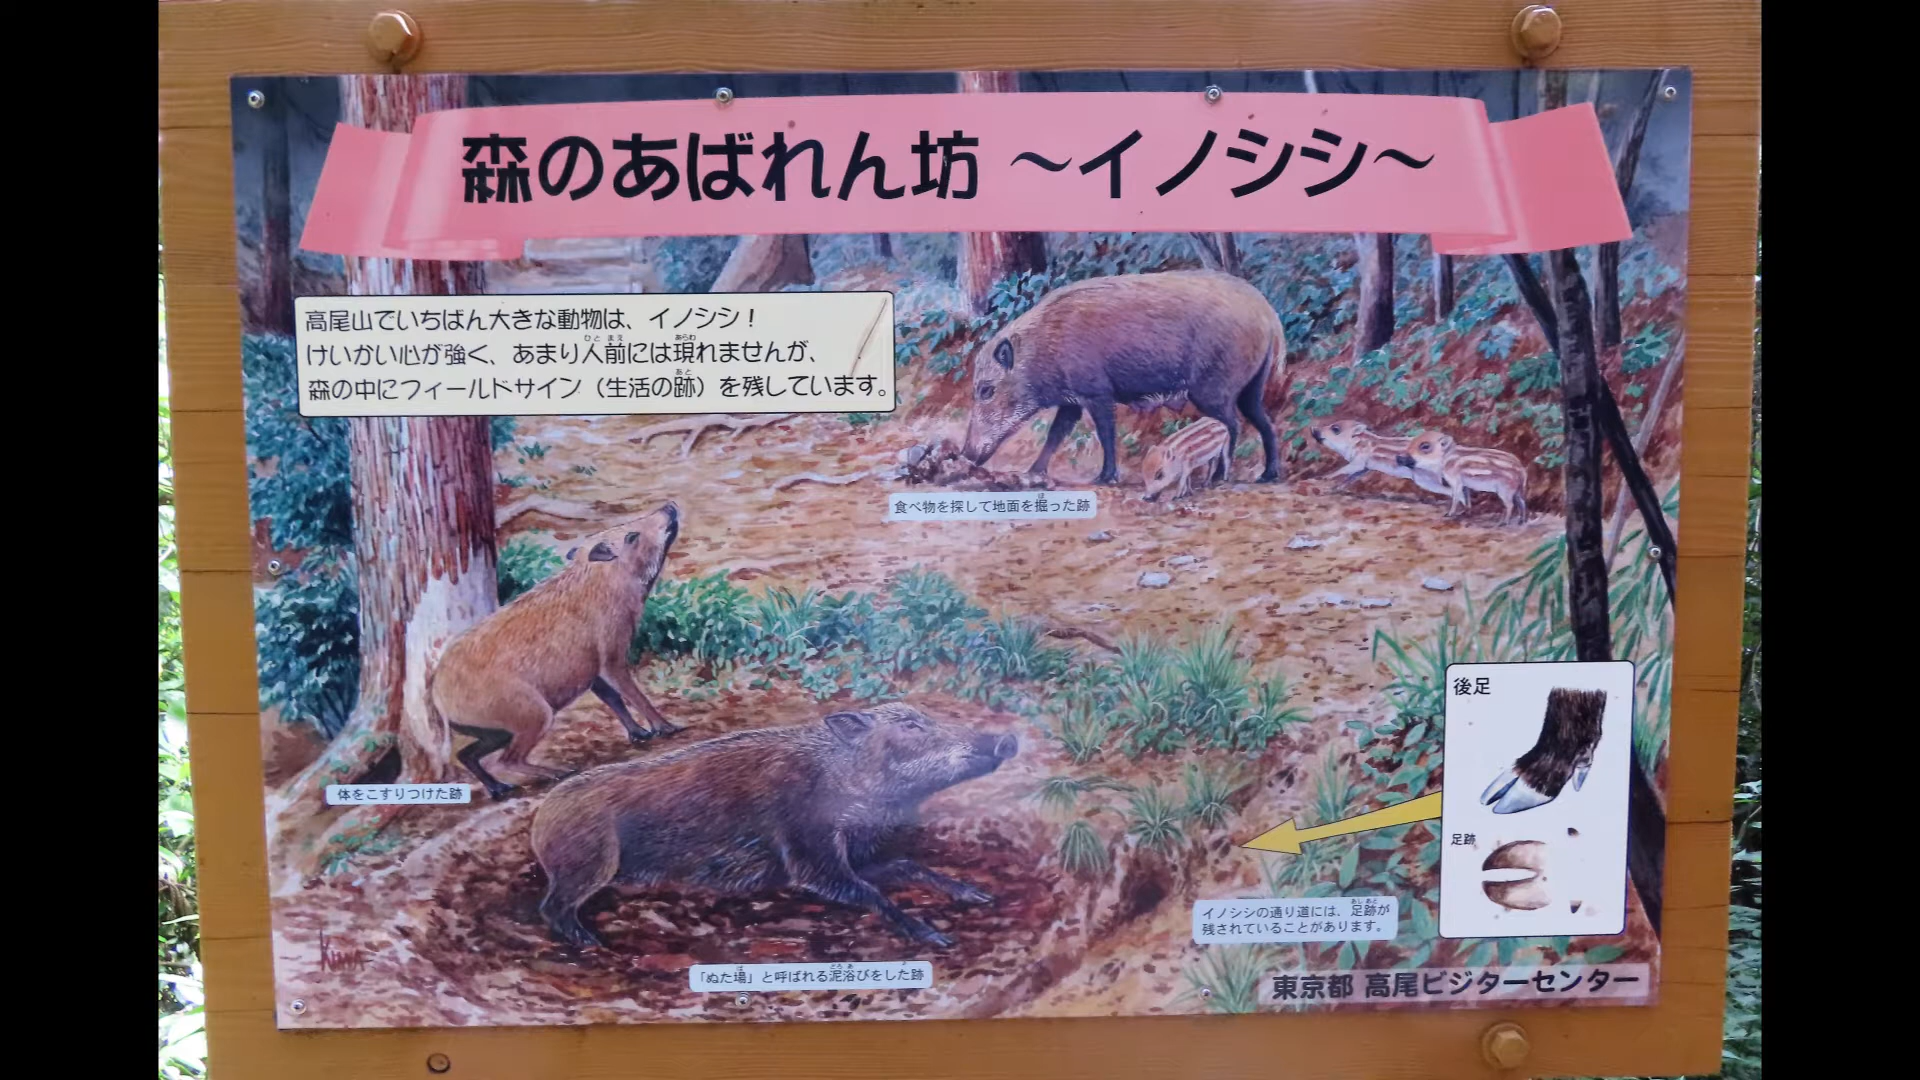 森のあばれん坊 ～イノシシ～
高尾山でいちばん大きな動物は、イノシシ！
けいかい心が強く、あまり人前には現れませんが、
森の中にフィールドサイン（生活の跡）を残しています。
食べ物を探して地面を掘った跡
体をこすりつけた跡
後足
足跡
イノシシの通り道には、足跡が
残されていることがあります。
「ぬた場」と呼ばれる泥浴びをした跡
東京都 高尾ビジターセンター